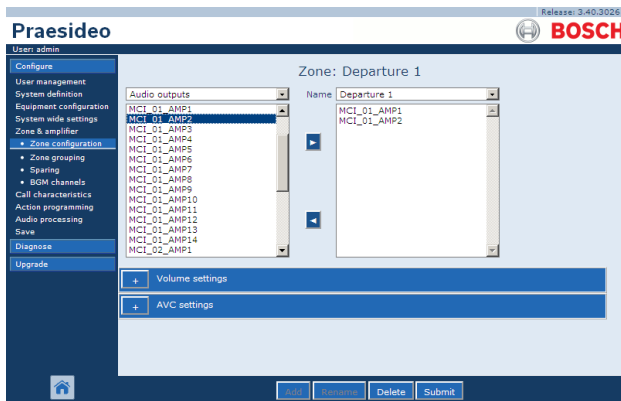 Release: 3.40.3026
Praesideo
BOSCH
User: admin
Configure
User management
System definition
Equipment configuration
System wide settings
Zone & amplifier
• Zone configuration
• Zone grouping
• Sparing
• BGM channels
Call characteristics
Action programming
Audio processing
Save
Diagnose
Upgrade
Zone: Departure 1
Audio outputs
MCI_01_AMP1
MCI_01_AMP2
MCI_01_AMP3
MCI_01_AMP4
MCI_01_AMP5
MCI_01_AMP6
MCI_01_AMP7
MCI_01_AMP8
MCI_01_AMP9
MCI_01_AMP10
MCI_01_AMP11
MCI_01_AMP12
MCI_01_AMP13
MCI_01_AMP14
MCI_02_AMP1
Name Departure 1
MCI_01_AMP1
MCI_01_AMP2
+ Volume settings
+ AVC settings
Add Rename Delete Submit